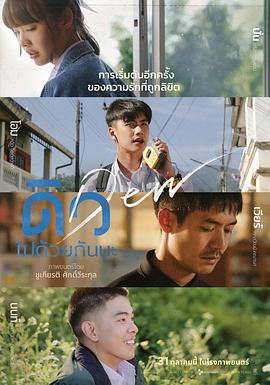 นุ่น
การเริ่มต้นอีกครั้ง
ของความรักที่ถูกลิขิต
โอม
ดิว
Dew
ไปด้วยกันนะ
เวียร์
ภาพยนตร์โดย
ชูเกียรติ ศักดิ์วีระกุล
นนท์
31 ตุลาคมนี้ ในโรงภาพยนตร์